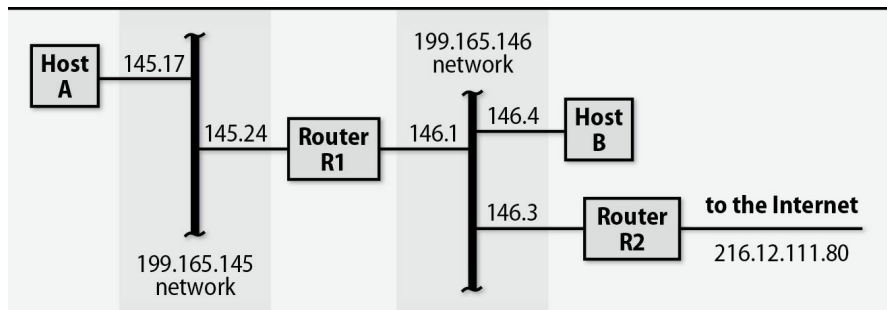 Host
A
145.17
145.24
199.165.145
network
Router
R1
146.1
199.165.146
network
146.4
Host
B
146.3
Router
R2
to the Internet
216.12.111.80